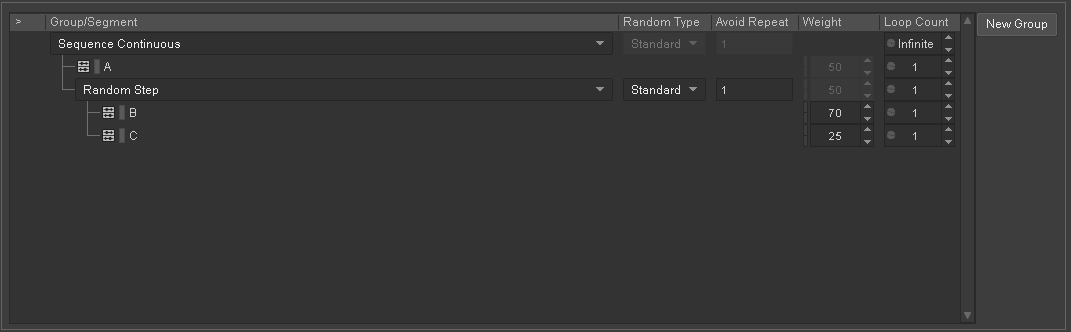 > Group/Segment Random Type Avoid Repeat Weight Loop Count New Group
Sequence Continuous Standard 1 Infinite
A 50 1
Random Step Standard 1 50 1
B 70 1
C 25 1